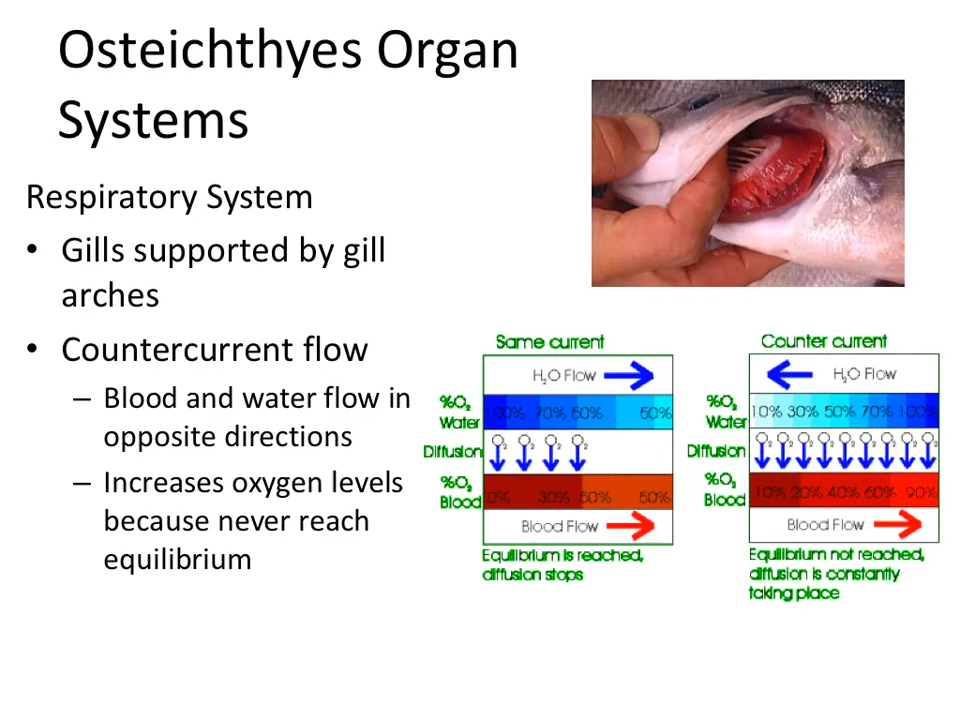 Osteichthyes Organ
Systems
Respiratory System
• Gills supported by gill
arches
• Countercurrent flow
– Blood and water flow in
opposite directions
– Increases oxygen levels
because never reach
equilibrium
Same current
H₂O Flow
%O₂
Water
100% 70% 50% 50%
Diffusion
O₂ O₂ O₂ O₂
%O₂
Blood
0% 30% 50% 50%
Blood Flow
Equilibrium is reached,
diffusion stops
Counter current
H₂O Flow
%O₂
Water
10% 30% 50% 70% 100%
Diffusion
O₂ O₂ O₂ O₂ O₂ O₂ O₂ O₂ O₂
%O₂
Blood
10% 20% 40% 60% 90%
Blood Flow
Equilibrium not reached,
diffusion is constantly
taking place